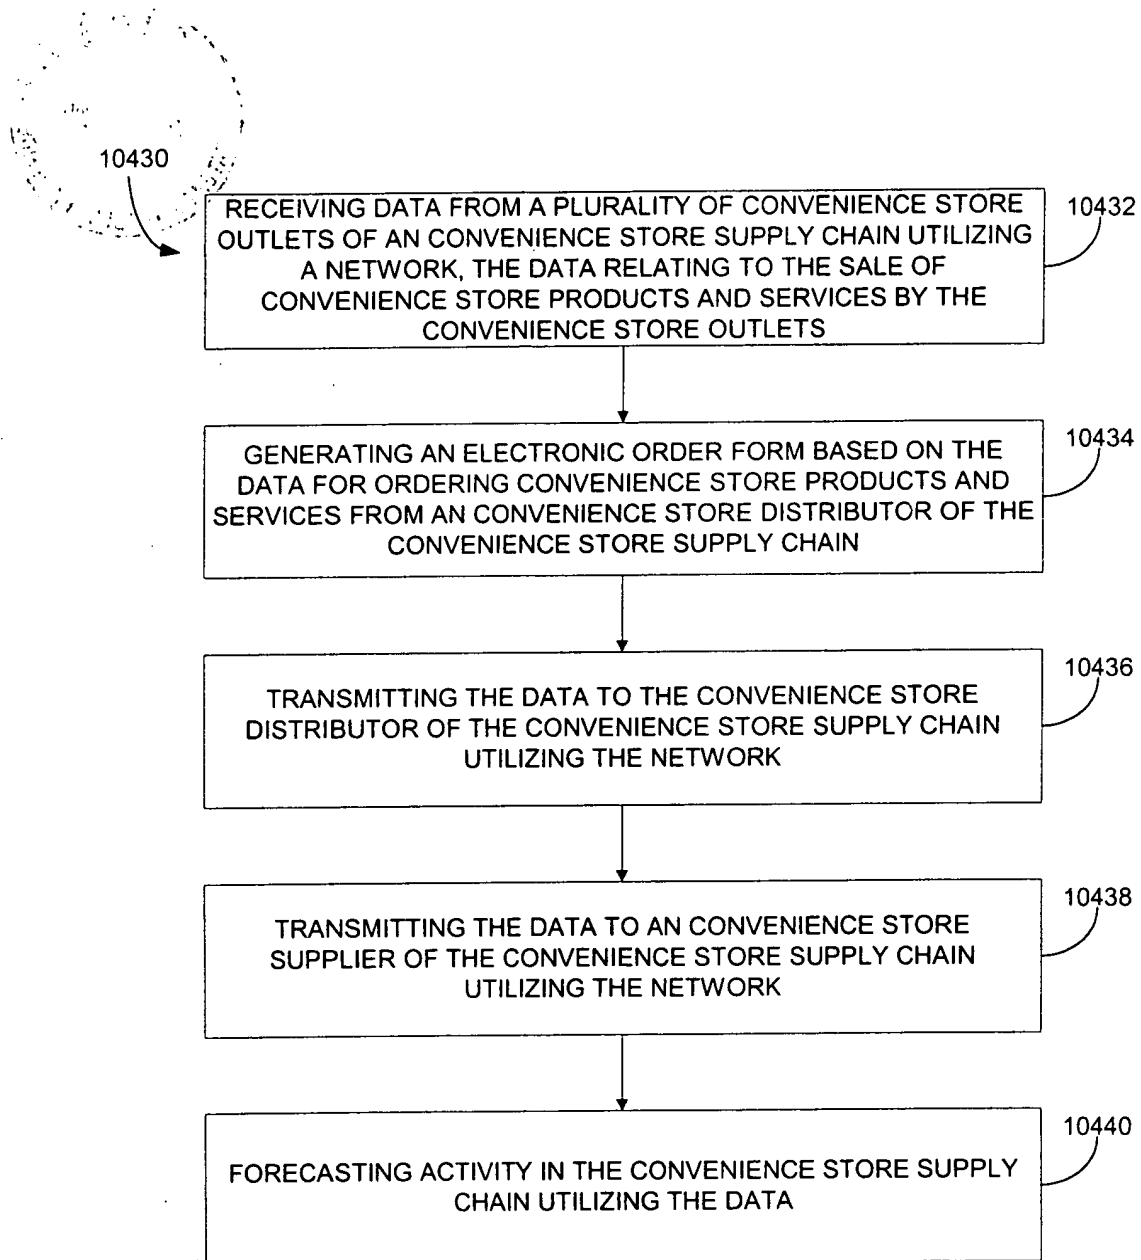 10430
RECEIVING DATA FROM A PLURALITY OF CONVENIENCE STORE
OUTLETS OF AN CONVENIENCE STORE SUPPLY CHAIN UTILIZING
A NETWORK, THE DATA RELATING TO THE SALE OF
CONVENIENCE STORE PRODUCTS AND SERVICES BY THE
CONVENIENCE STORE OUTLETS
10432
GENERATING AN ELECTRONIC ORDER FORM BASED ON THE
DATA FOR ORDERING CONVENIENCE STORE PRODUCTS AND
SERVICES FROM AN CONVENIENCE STORE DISTRIBUTOR OF THE
CONVENIENCE STORE SUPPLY CHAIN
10434
TRANSMITTING THE DATA TO THE CONVENIENCE STORE
DISTRIBUTOR OF THE CONVENIENCE STORE SUPPLY CHAIN
UTILIZING THE NETWORK
10436
TRANSMITTING THE DATA TO AN CONVENIENCE STORE
SUPPLIER OF THE CONVENIENCE STORE SUPPLY CHAIN
UTILIZING THE NETWORK
10438
FORECASTING ACTIVITY IN THE CONVENIENCE STORE SUPPLY
CHAIN UTILIZING THE DATA
10440